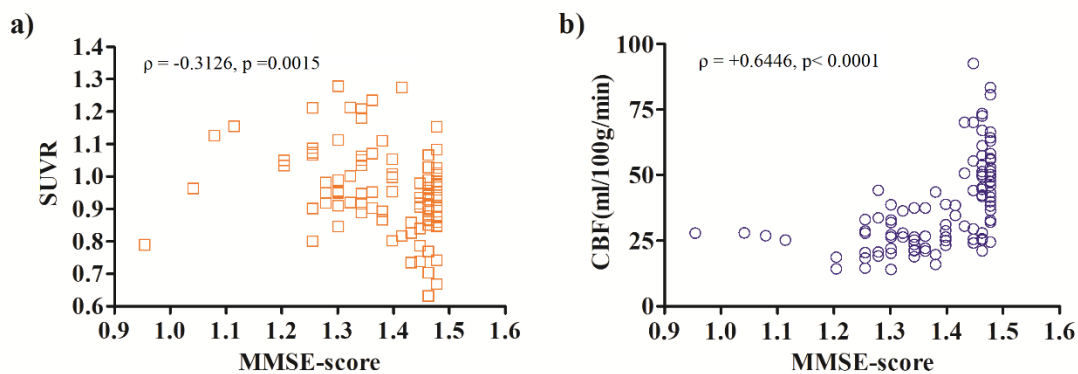 a)
ρ = -0.3126, p =0.0015
SUVR
1.4
1.3
1.2
1.1
1.0
0.9
0.8
0.7
0.6
0.9 1.0 1.1 1.2 1.3 1.4 1.5 1.6
MMSE-score
b)
ρ = +0.6446, p< 0.0001
CBF(ml/100g/min)
100
75
50
25
0
0.9 1.0 1.1 1.2 1.3 1.4 1.5 1.6
MMSE-score